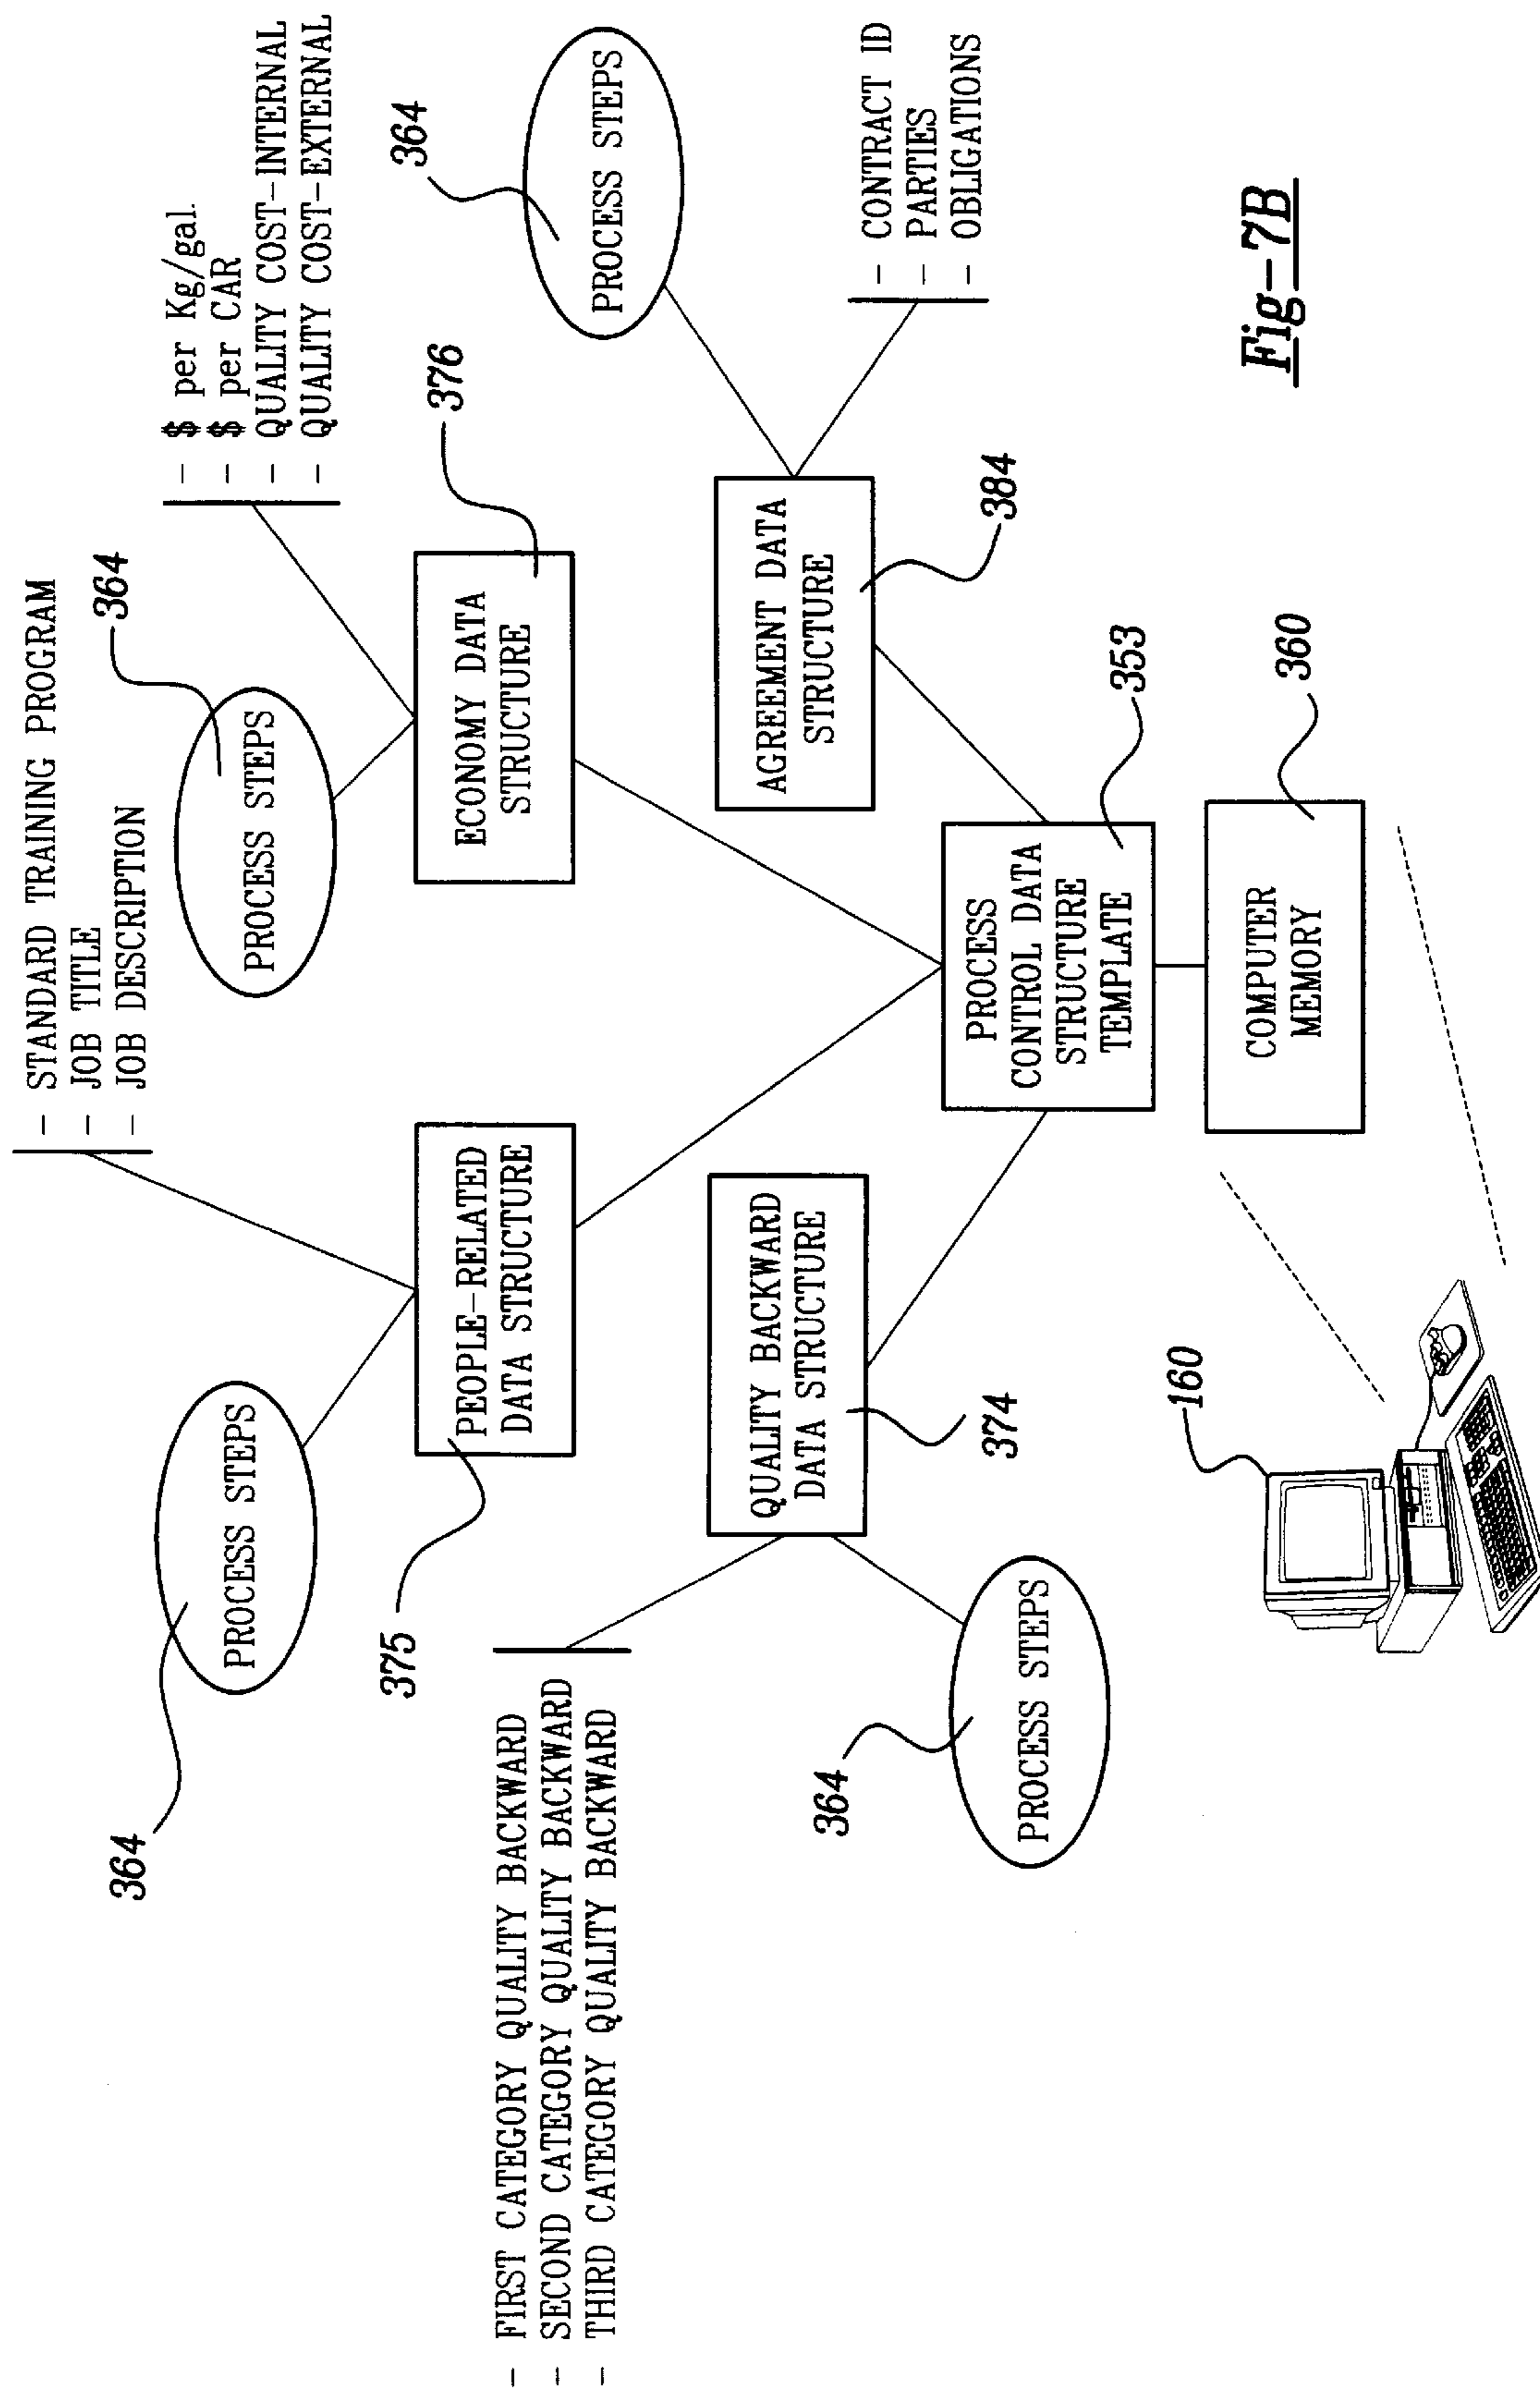 - STANDARD TRAINING PROGRAM
- JOB TITLE
- JOB DESCRIPTION
- $ per Kg/gal.
- $ per CAR
- QUALITY COST-INTERNAL
- QUALITY COST-EXTERNAL
364
PROCESS STEPS
364
PROCESS STEPS
375
PEOPLE-RELATED
DATA STRUCTURE
ECONOMY DATA
STRUCTURE
376
364
PROCESS STEPS
- FIRST CATEGORY QUALITY BACKWARD
- SECOND CATEGORY QUALITY BACKWARD
- THIRD CATEGORY QUALITY BACKWARD
QUALITY BACKWARD
DATA STRUCTURE
374
AGREEMENT DATA
STRUCTURE
384
- CONTRACT ID
- PARTIES
- OBLIGATIONS
364
PROCESS STEPS
PROCESS
CONTROL DATA
STRUCTURE
TEMPLATE
353
160
COMPUTER
MEMORY
360
Fig-7B